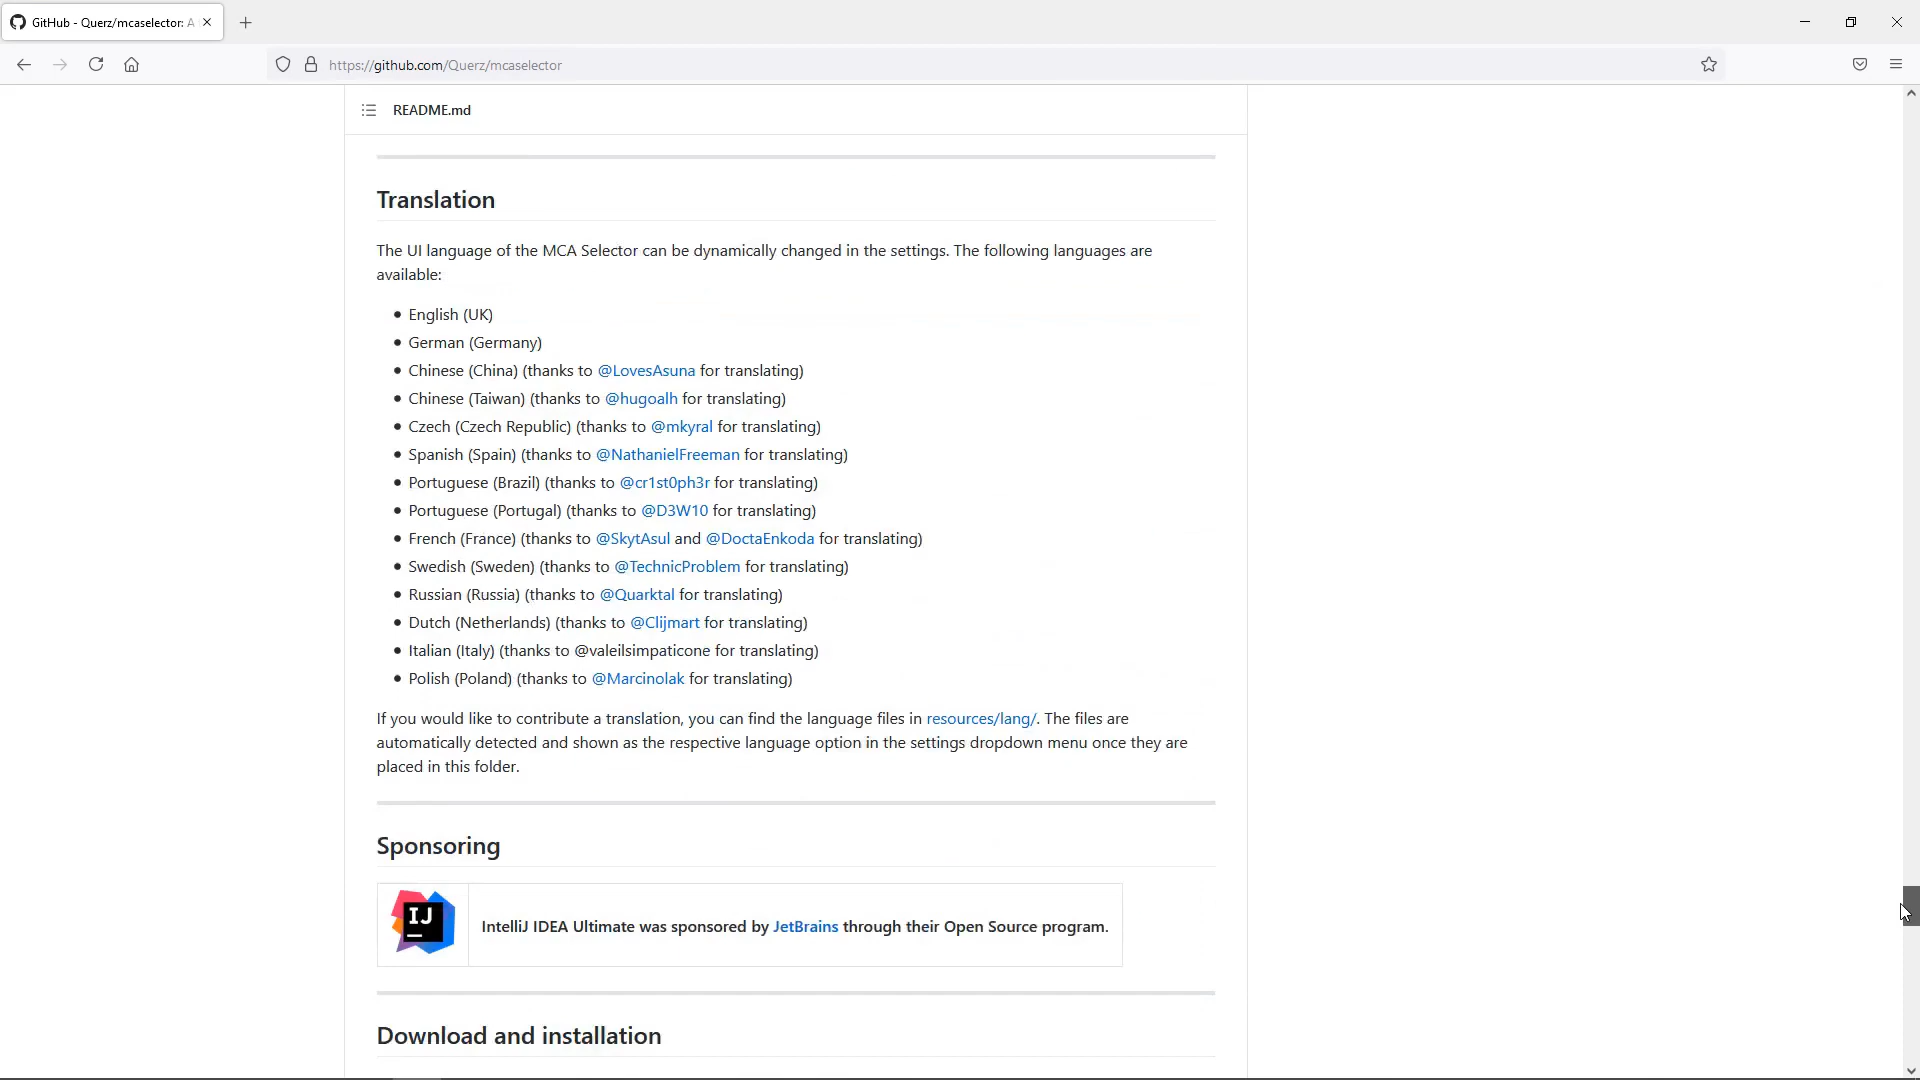 GitHub - Querz/mcaselector: A
https://github.com/Querz/mcaselector
README.md
Translation
The UI language of the MCA Selector can be dynamically changed in the settings. The following languages are
available:
English (UK)
German (Germany)
Chinese (China) (thanks to @LovesAsuna for translating)
Chinese (Taiwan) (thanks to @hugoalh for translating)
Czech (Czech Republic) (thanks to @mkyral for translating)
Spanish (Spain) (thanks to @NathanielFreeman for translating)
Portuguese (Brazil) (thanks to @cr1st0ph3r for translating)
Portuguese (Portugal) (thanks to @D3W10 for translating)
French (France) (thanks to @SkytAsul and @DoctaEnkoda for translating)
Swedish (Sweden) (thanks to @TechnicProblem for translating)
Russian (Russia) (thanks to @Quarktal for translating)
Dutch (Netherlands) (thanks to @Clijmart for translating)
Italian (Italy) (thanks to @valeilsimpaticone for translating)
Polish (Poland) (thanks to @Marcinolak for translating)
If you would like to contribute a translation, you can find the language files in resources/lang/. The files are
automatically detected and shown as the respective language option in the settings dropdown menu once they are
placed in this folder.
Sponsoring
IJ
IntelliJ IDEA Ultimate was sponsored by JetBrains through their Open Source program.
Download and installation